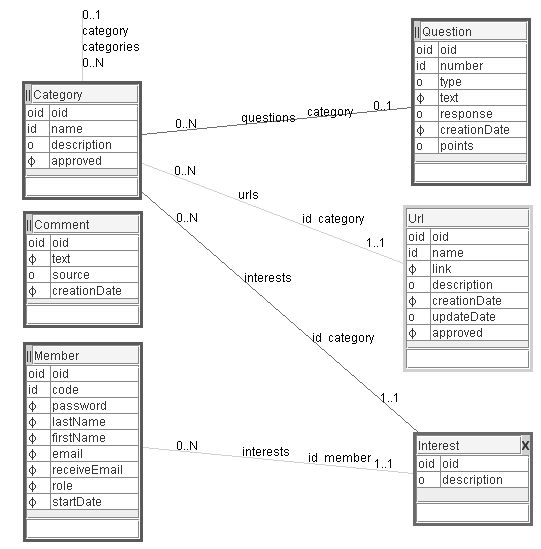 0..1
category
categories
0..N
Category
oid oid
id name
o description
ϕ approved
0..N
questions category
0..1
Question
oid oid
id number
o type
ϕ text
o response
ϕ creationDate
o points
0..N
urls
id category
1..1
Url
oid oid
id name
ϕ link
o description
ϕ creationDate
o updateDate
ϕ approved
0..N
interests
id category
1..1
Comment
oid oid
ϕ text
o source
ϕ creationDate
Member
oid oid
id code
ϕ password
ϕ lastName
ϕ firstName
ϕ email
ϕ receiveEmail
ϕ role
ϕ startDate
0..N
interests id member
1..1
Interest X
oid oid
o description